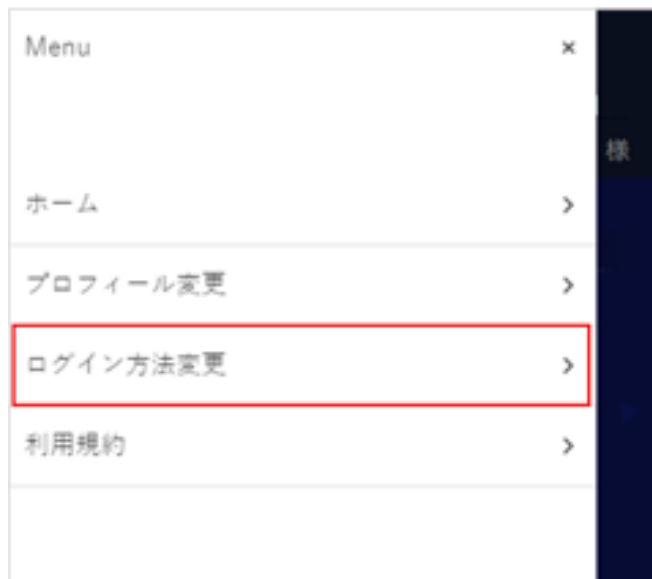 Menu ×
様
ホーム
プロフィール変更
ログイン方法変更
利用規約